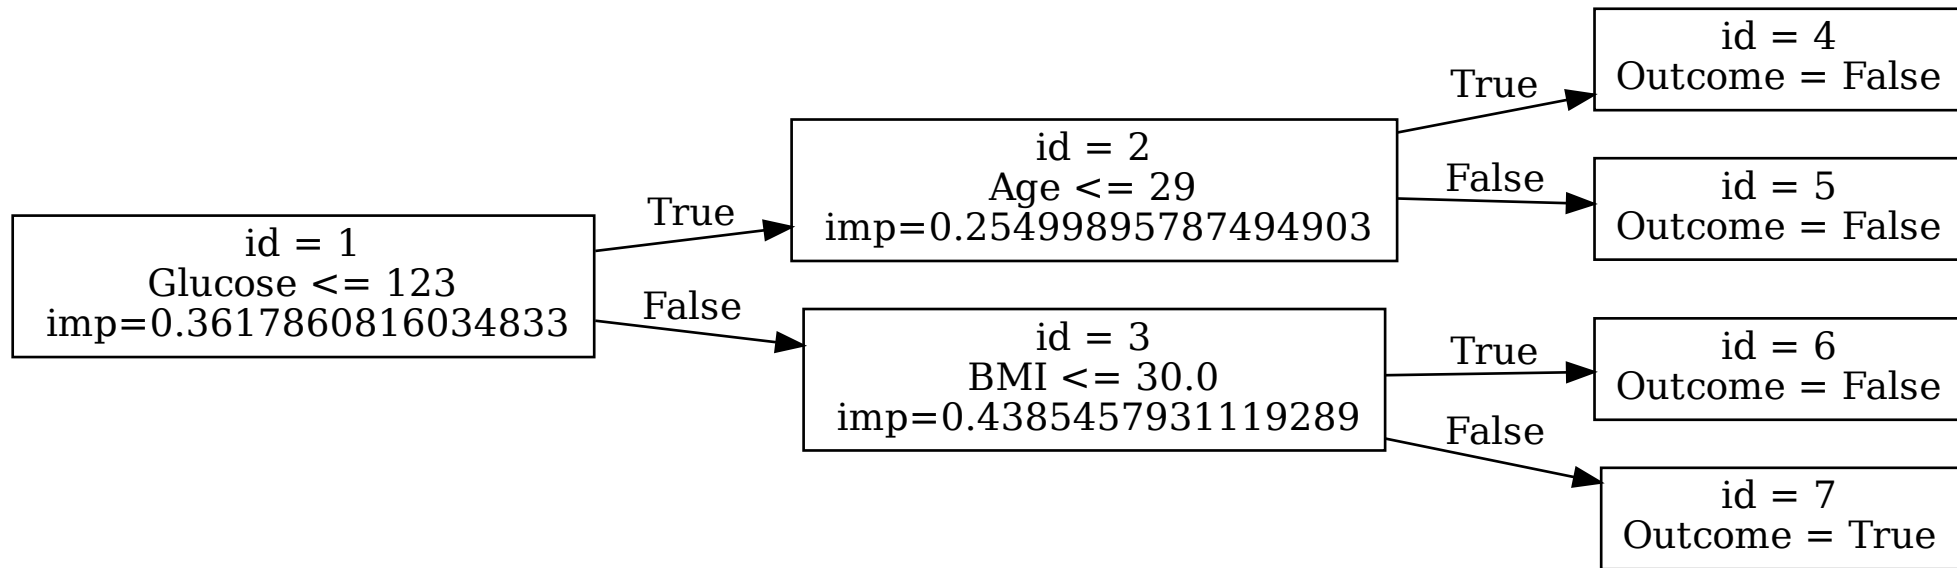 id = 1
Glucose <= 123
imp=0.3617860816034833
True
False
id = 2
Age <= 29
imp=0.25499895787494903
id = 3
BMI <= 30.0
imp=0.4385457931119289
True
False
True
False
id = 4
Outcome = False
id = 5
Outcome = False
id = 6
Outcome = False
id = 7
Outcome = True